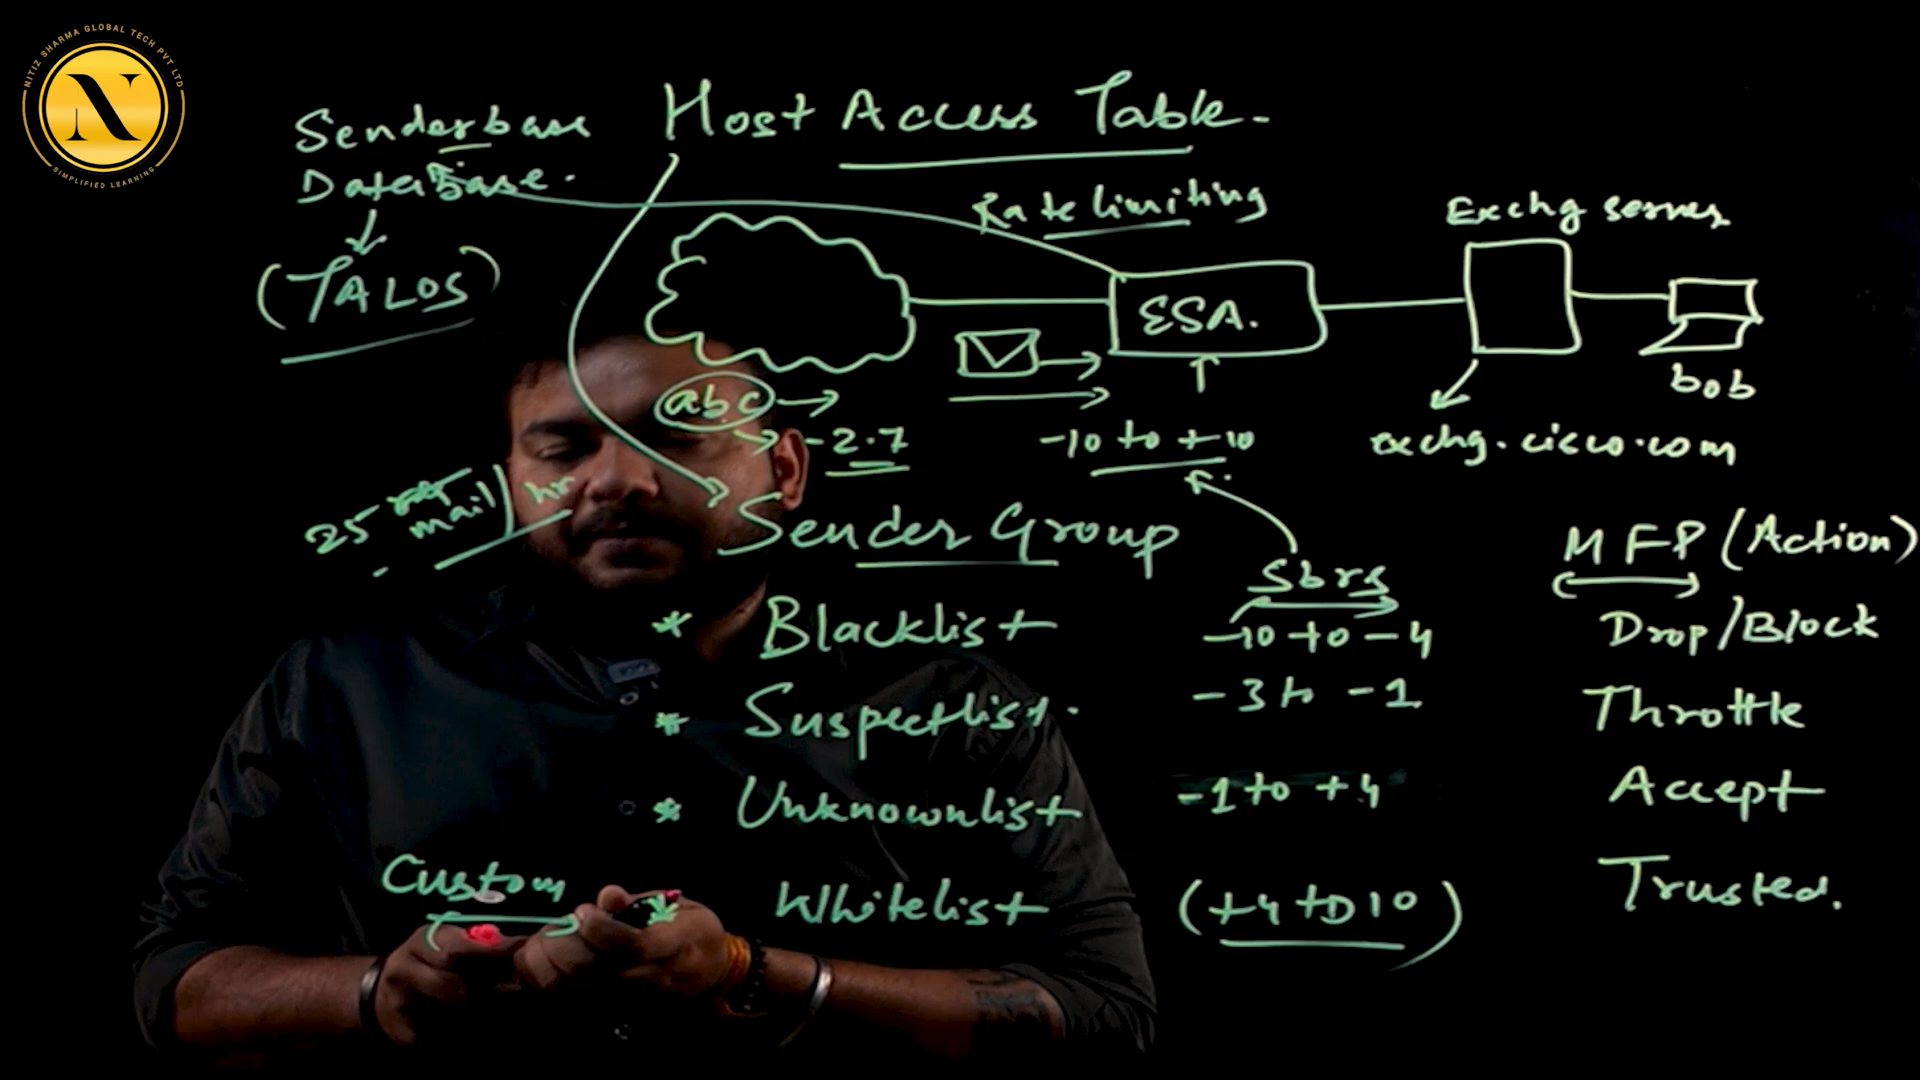 NITIZ SHARMA GLOBAL TECH PVT LTD
N
SIMPLIFIED LEARNING
Host Access Table.
Senderbase
Database.
(TALOS)
Rate limiting
Exchg server
ESA.
bob
abc
-2.7
-10 to +10
exchg.cisco.com
25 mail/hr
Sender Group
Sbrs
MFP (Action)
* Blacklist -10 to -4 Drop/Block
* Suspectlist. -3 to -1 Throttle
* Unknownlist -1 to +4 Accept
Custom
Whitelist (+4 to 10) Trusted.